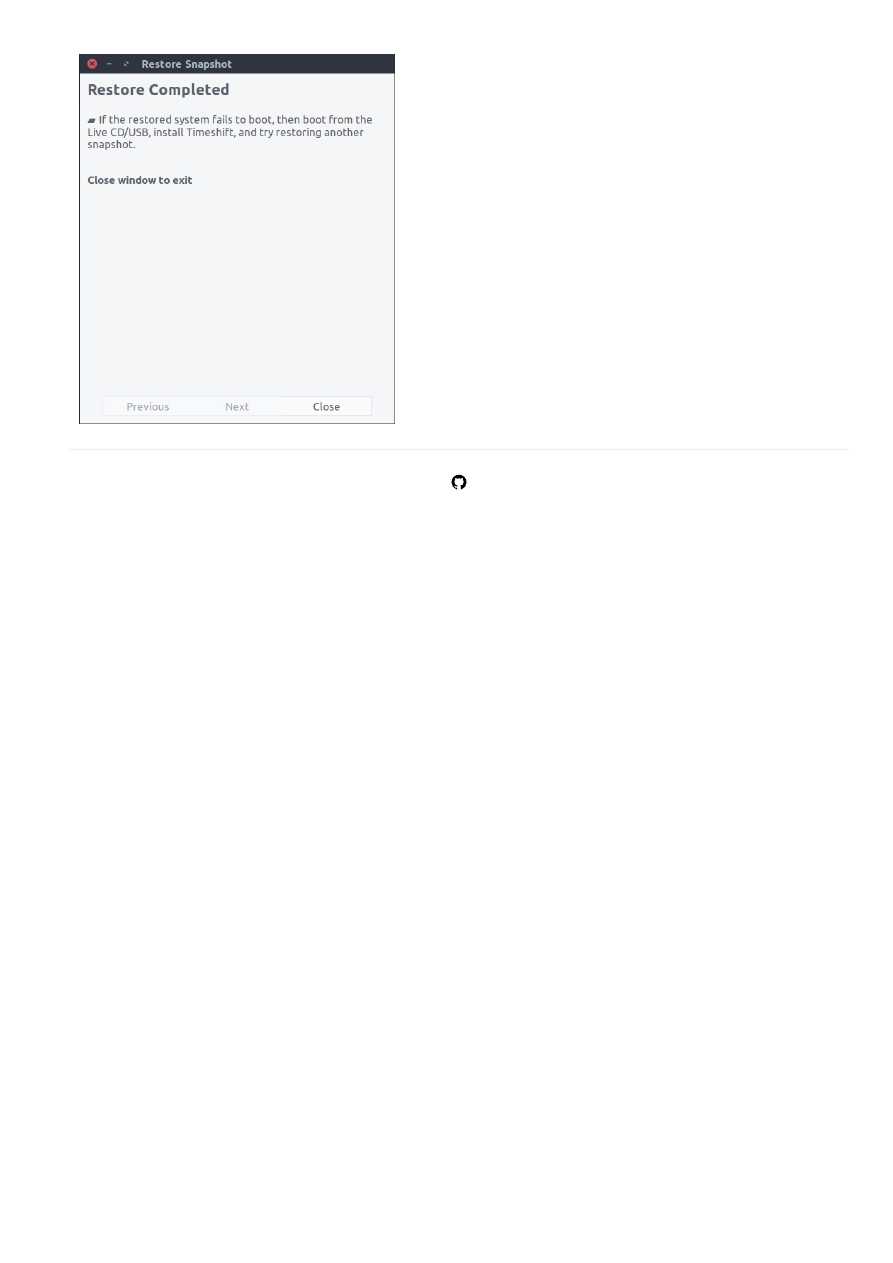 Restore Snapshot
Restore Completed
▰ If the restored system fails to boot, then boot from the
Live CD/USB, install Timeshift, and try restoring another
snapshot.
Close window to exit
Previous Next Close